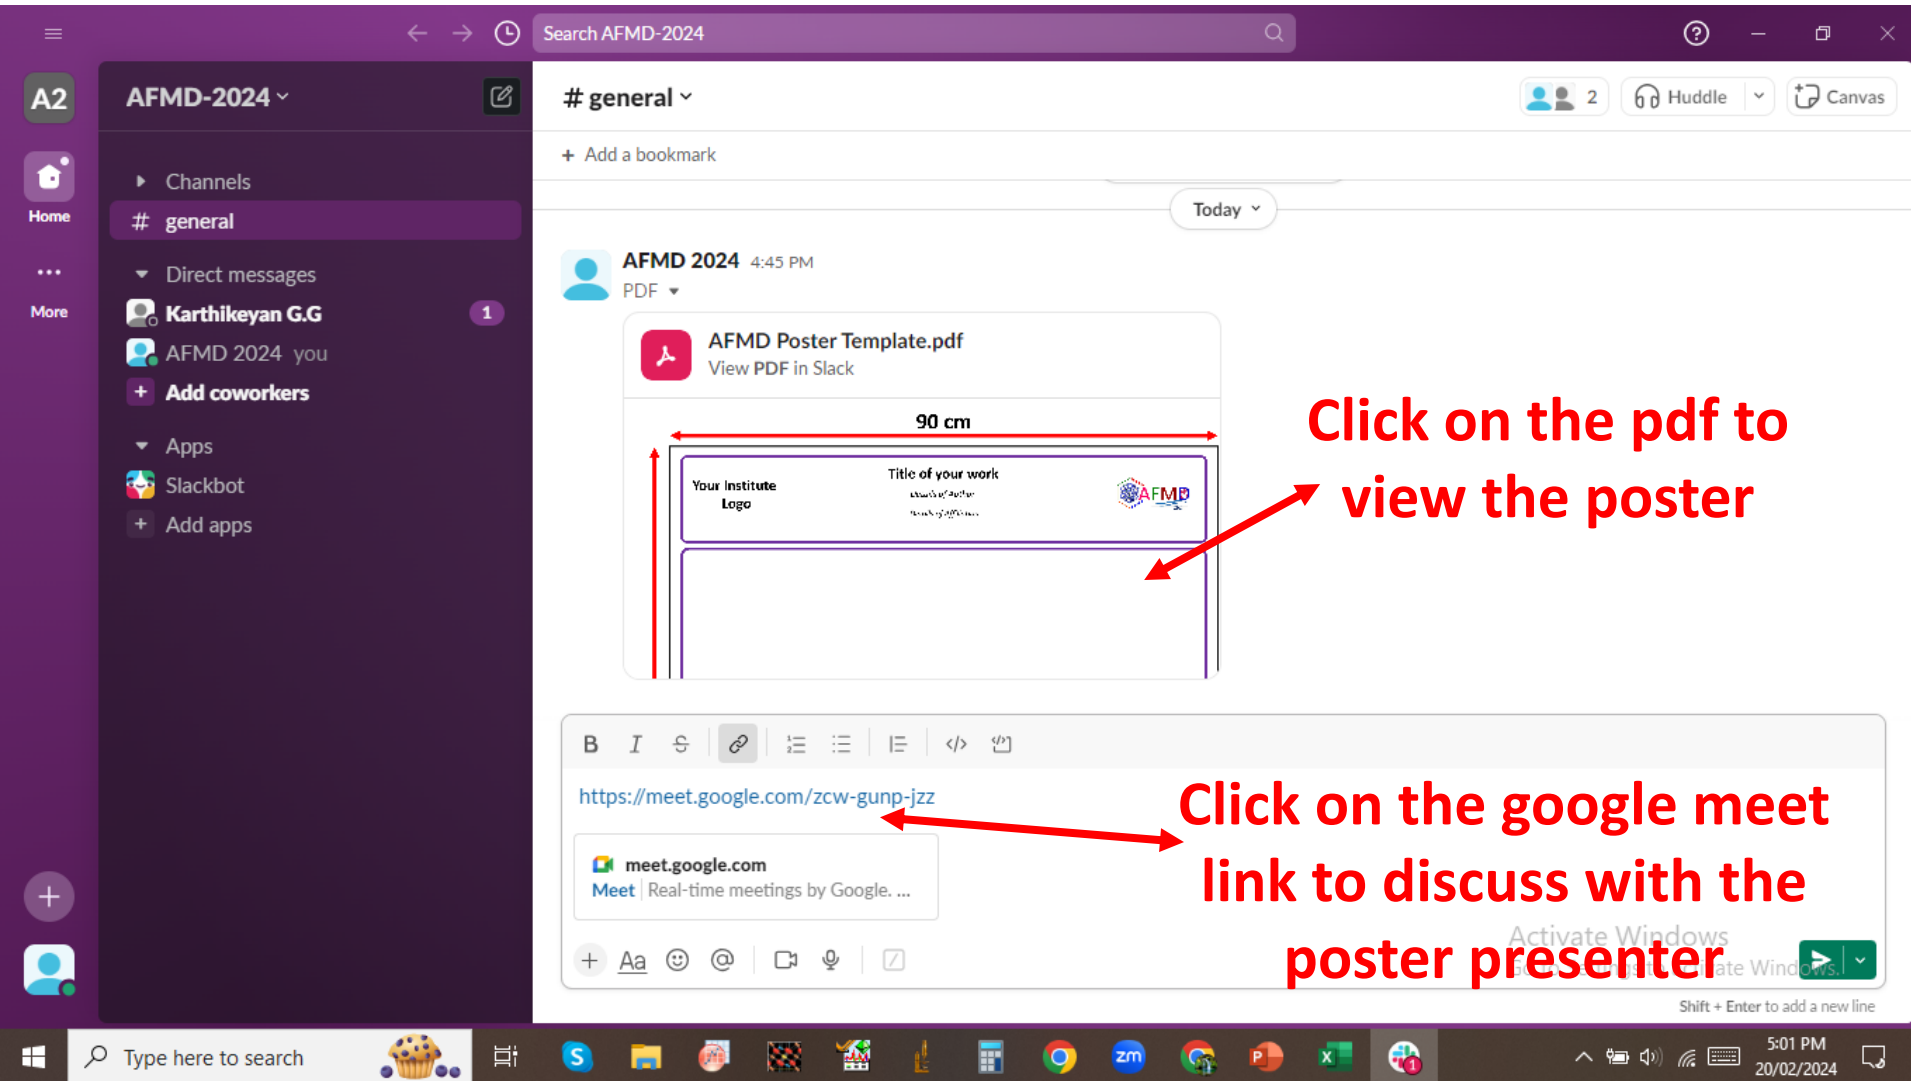 Search AFMD-2024
A2
AFMD-2024
# general
2
Huddle
Canvas
+ Add a bookmark
Home
More
Channels
# general
Direct messages
Karthikeyan G.G
1
AFMD 2024 you
+ Add coworkers
Apps
Slackbot
+ Add apps
Today
AFMD 2024 4:45 PM
PDF
AFMD Poster Template.pdf
View PDF in Slack
90 cm
Your Institute
Logo
Title of your work
AFMD
Click on the pdf to
view the poster
B I S
https://meet.google.com/zcw-gunp-jzz
meet.google.com
Meet Real-time meetings by Google. ...
Click on the google meet
link to discuss with the
poster presenter
Activate Windows
Aa
Shift + Enter to add a new line
Type here to search
zm
5:01 PM
20/02/2024